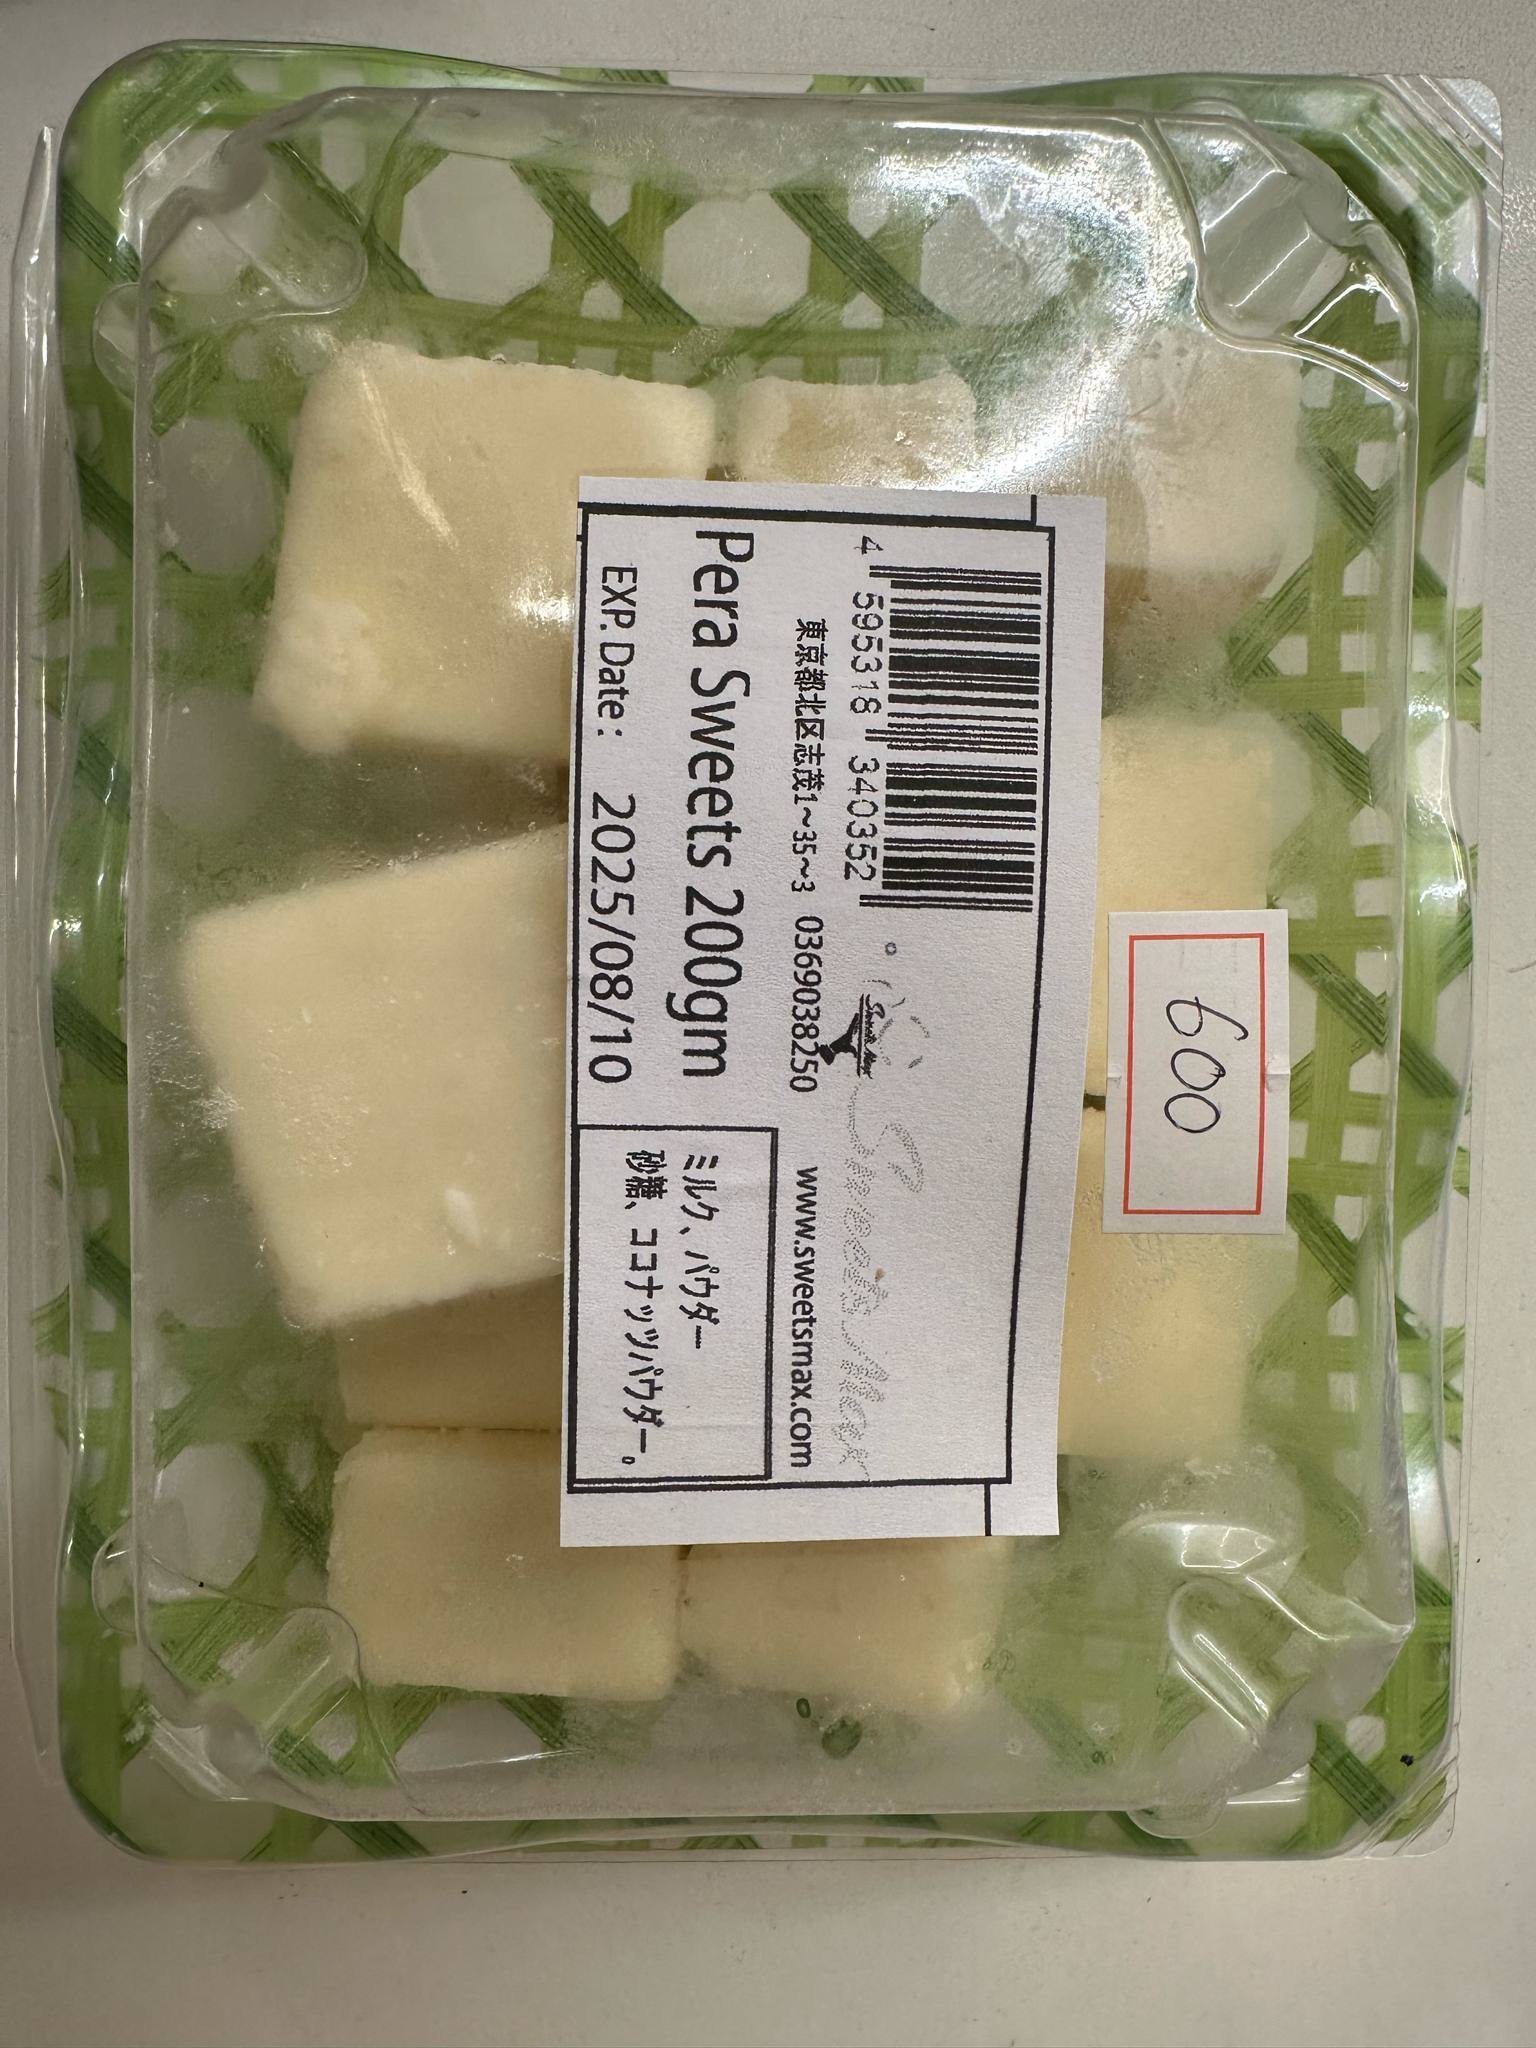 4 595318 340352
Sweets Max
東京都北区志茂1～35～3 0369038250 www.sweetsmax.com
Pera Sweets 200gm
EXP. Date : 2025/08/10
ミルク、パウダー
砂糖、ココナッツパウダー。
600